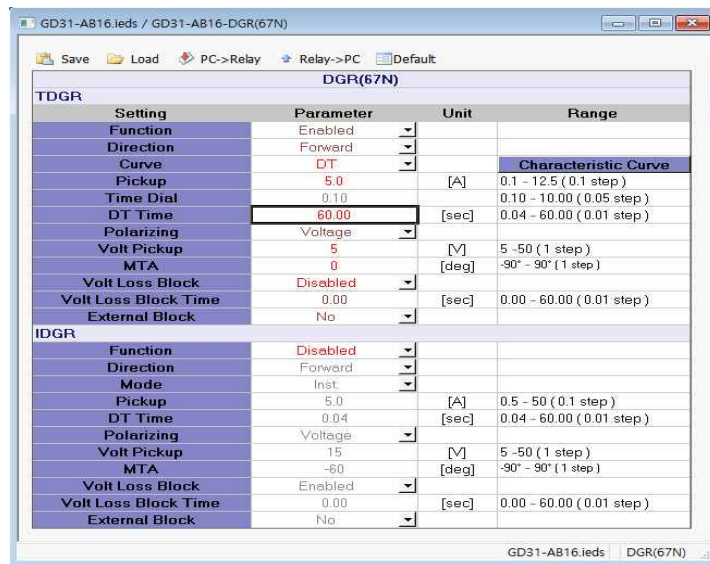 GD31-AB16.ieds / GD31-AB16-DGR(67N)
Save Load PC->Relay Relay->PC Default
DGR(67N)
TDGR
Setting Parameter Unit Range
Function Enabled
Direction Forward
Curve DT Characteristic Curve
Pickup 5.0 [A] 0.1 - 12.5 ( 0.1 step )
Time Dial 0.10 0.10 - 10.00 ( 0.05 step )
DT Time 60.00 [sec] 0.04 - 60.00 ( 0.01 step )
Polarizing Voltage
Volt Pickup 5 [V] 5 -50 ( 1 step )
MTA 0 [deg] -90° - 90° ( 1 step )
Volt Loss Block Disabled
Volt Loss Block Time 0.00 [sec] 0.00 - 60.00 ( 0.01 step )
External Block No
IDGR
Function Disabled
Direction Forward
Mode Inst.
Pickup 5.0 [A] 0.5 - 50 ( 0.1 step )
DT Time 0.04 [sec] 0.04 - 60.00 ( 0.01 step )
Polarizing Voltage
Volt Pickup 15 [V] 5 -50 ( 1 step )
MTA -60 [deg] -90° - 90° ( 1 step )
Volt Loss Block Enabled
Volt Loss Block Time 0.00 [sec] 0.00 - 60.00 ( 0.01 step )
External Block No
GD31-AB16.ieds DGR(67N)